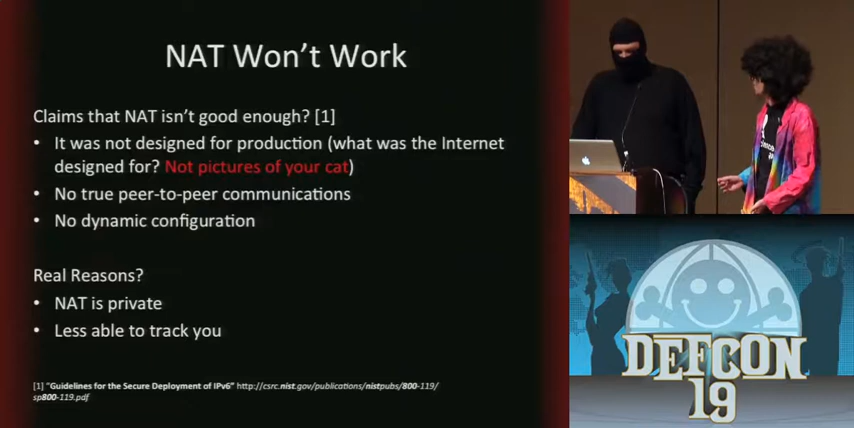 NAT Won't Work
Claims that NAT isn't good enough? [1]
• It was not designed for production (what was the Internet
designed for? Not pictures of your cat)
• No true peer-to-peer communications
• No dynamic configuration
Real Reasons?
• NAT is private
• Less able to track you
[1] "Guidelines for the Secure Deployment of IPv6" http://csrc.nist.gov/publications/nistpubs/800-119/
sp800-119.pdf
DEFCON
19